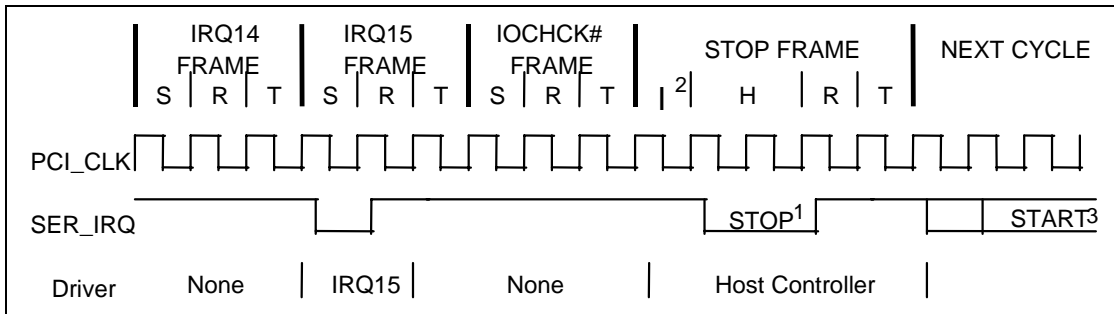 IRQ14 IRQ15 IOCHCK# STOP FRAME NEXT CYCLE
FRAME FRAME FRAME
S R T S R T S R T I 2 H R T
PCI_CLK
SER_IRQ STOP1 START3
Driver None IRQ15 None Host Controller